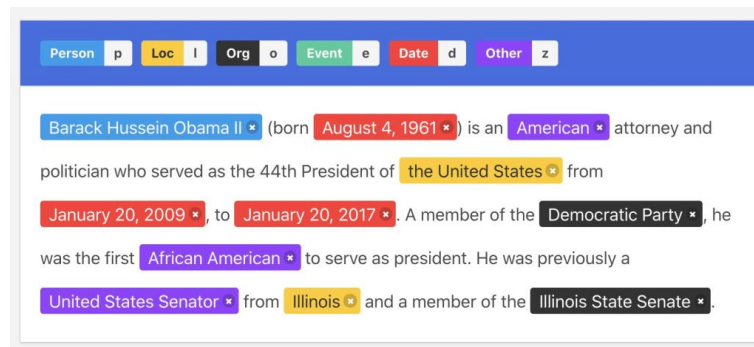 Person p Loc l Org o Event e Date d Other z
Barack Hussein Obama II (born August 4, 1961) is an American attorney and
politician who served as the 44th President of the United States from
January 20, 2009, to January 20, 2017. A member of the Democratic Party, he
was the first African American to serve as president. He was previously a
United States Senator from Illinois and a member of the Illinois State Senate.